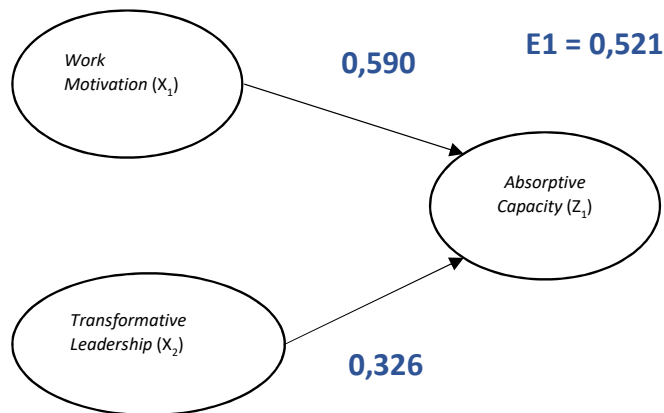 Work
Motivation (X₁)
0,590
E1 = 0,521
Absorptive
Capacity (Z₁)
Transformative
Leadership (X₂)
0,326